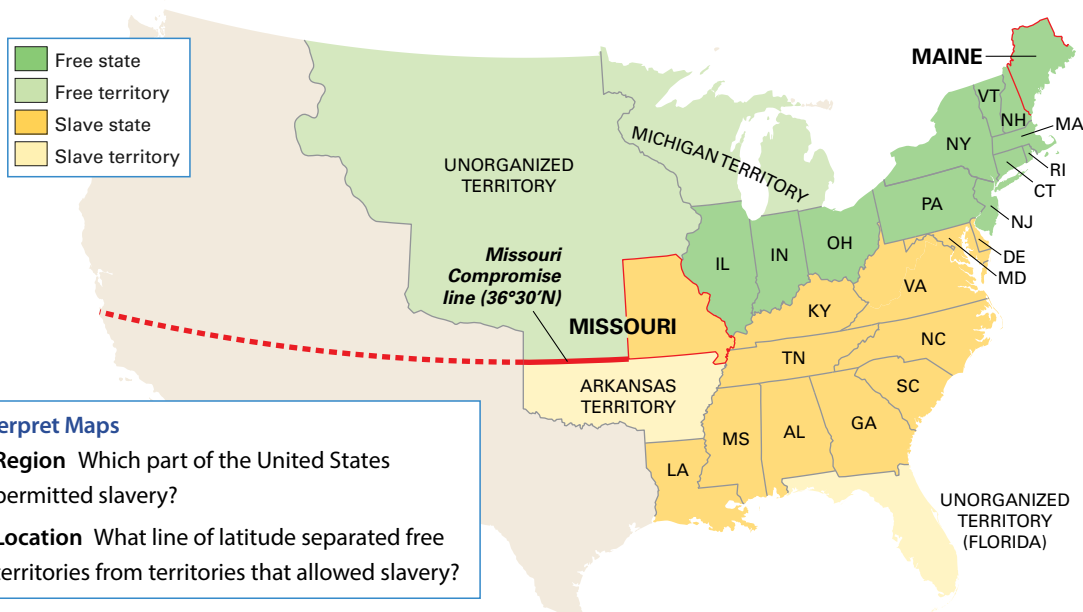 Free state
Free territory
Slave state
Slave territory
MAINE
VT
NH
MA
NY
RI
CT
MICHIGAN TERRITORY
UNORGANIZED
TERRITORY
PA
NJ
OH
IN
IL
DE
MD
Missouri
Compromise
line (36°30′N)
VA
KY
MISSOURI
NC
TN
ARKANSAS
TERRITORY
SC
GA
AL
MS
LA
UNORGANIZED
TERRITORY
(FLORIDA)
erpret Maps
Region Which part of the United States
permitted slavery?
Location What line of latitude separated free
territories from territories that allowed slavery?